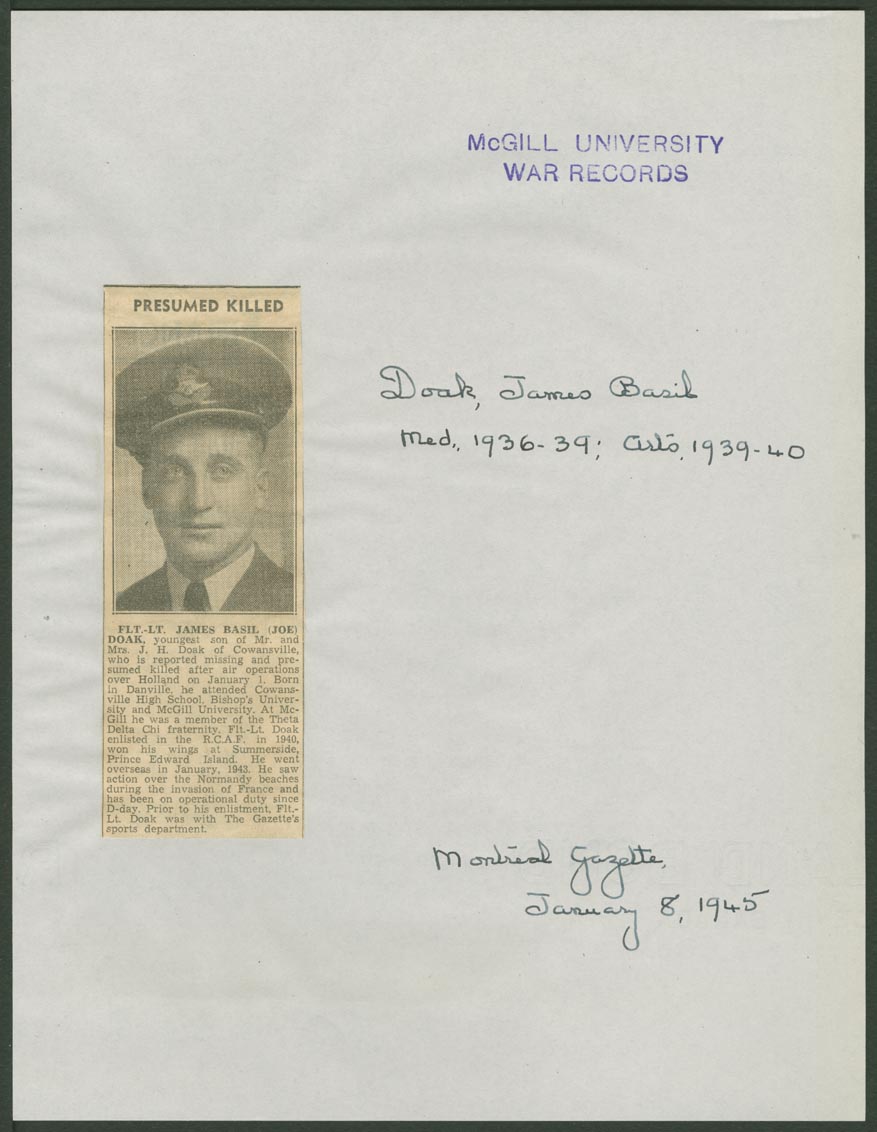 McGILL UNIVERSITY
WAR RECORDS
PRESUMED KILLED
Doak, James Basil
Med., 1936-39; Arts, 1939-40
FLT.-LT. JAMES BASIL (JOE)
DOAK, youngest son of Mr. and
Mrs. J. H. Doak of Cowansville,
who is reported missing and pre-
sumed killed after air operations
over Holland on January 1. Born
in Danville, he attended Cowans-
ville High School, Bishop's Univer-
sity and McGill University. At Mc-
Gill he was a member of the Theta
Delta Chi fraternity. Flt.-Lt. Doak
enlisted in the R.C.A.F. in 1940,
won his wings at Summerside,
Prince Edward Island. He went
overseas in January, 1943. He saw
action over the Normandy beaches
during the invasion of France and
has been on operational duty since
D-day. Prior to his enlistment, Flt.-
Lt. Doak was with The Gazette's
sports department.
Montreal Gazette,
January 8, 1945